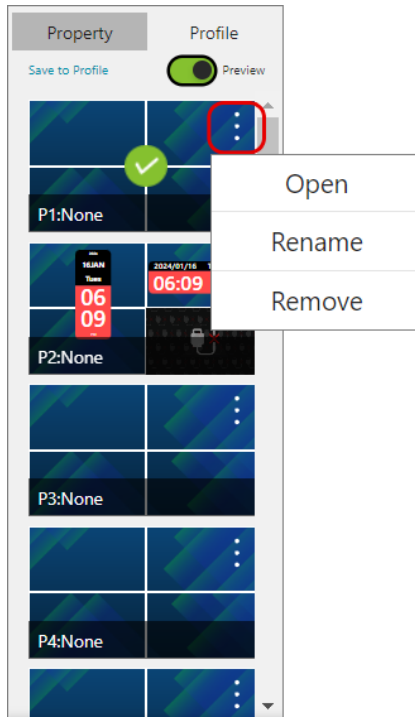 Property Profile
Save to Profile Preview
P1:None
Open
Rename
Remove
16JAN
Tues
06
09
2024/01/16
06:09
P2:None
P3:None
P4:None